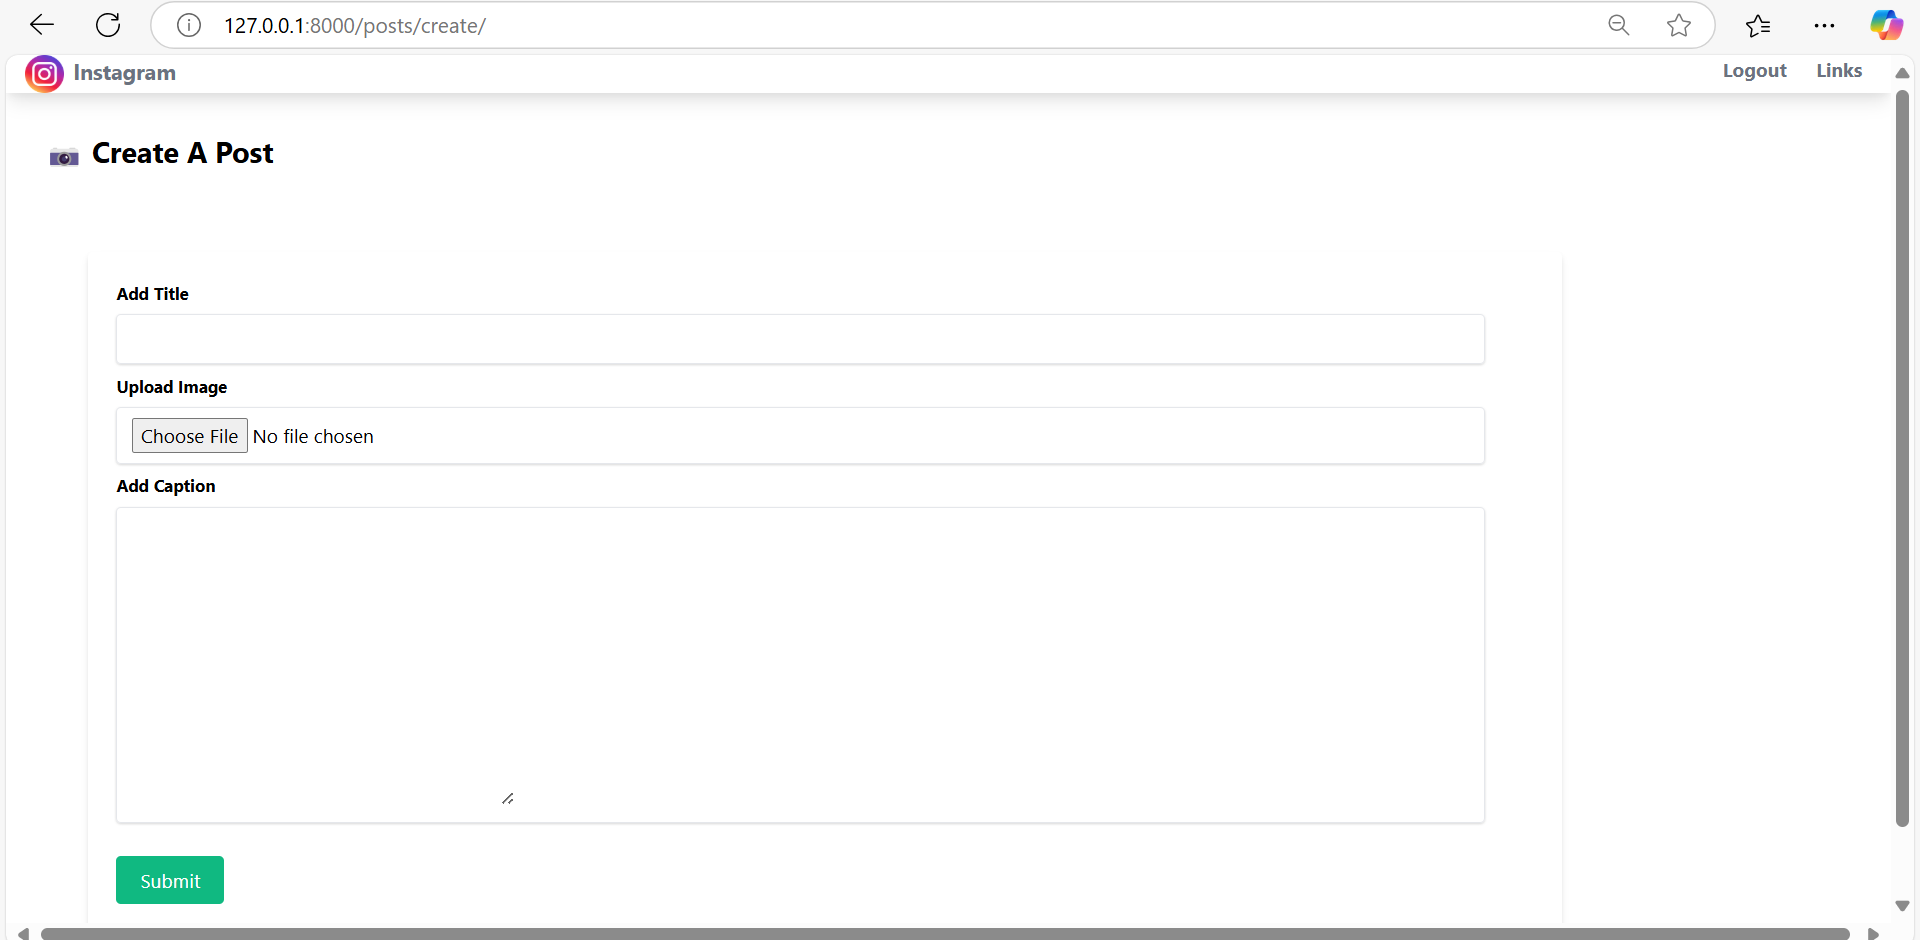 127.0.0.1:8000/posts/create/
Instagram
Logout
Links
Create A Post
Add Title
Upload Image
Choose File No file chosen
Add Caption
Submit